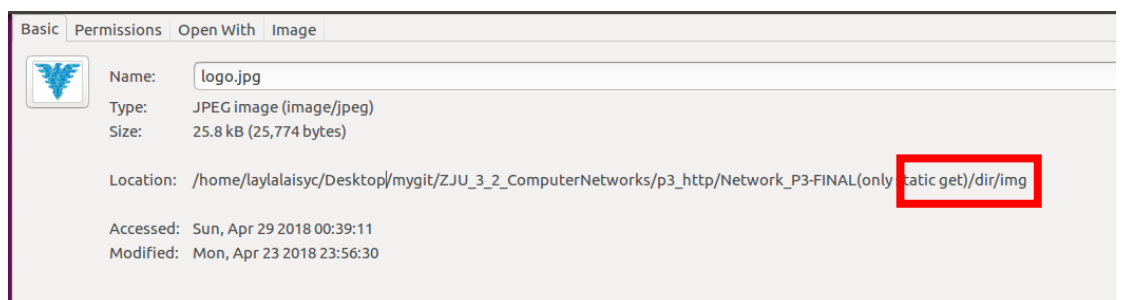 Basic Permissions Open With Image
Name: logo.jpg
Type: JPEG image (image/jpeg)
Size: 25.8 kB (25,774 bytes)
Location: /home/laylalaisyc/Desktop/mygit/ZJU_3_2_ComputerNetworks/p3_http/Network_P3-FINAL(only static get)/dir/img
Accessed: Sun, Apr 29 2018 00:39:11
Modified: Mon, Apr 23 2018 23:56:30